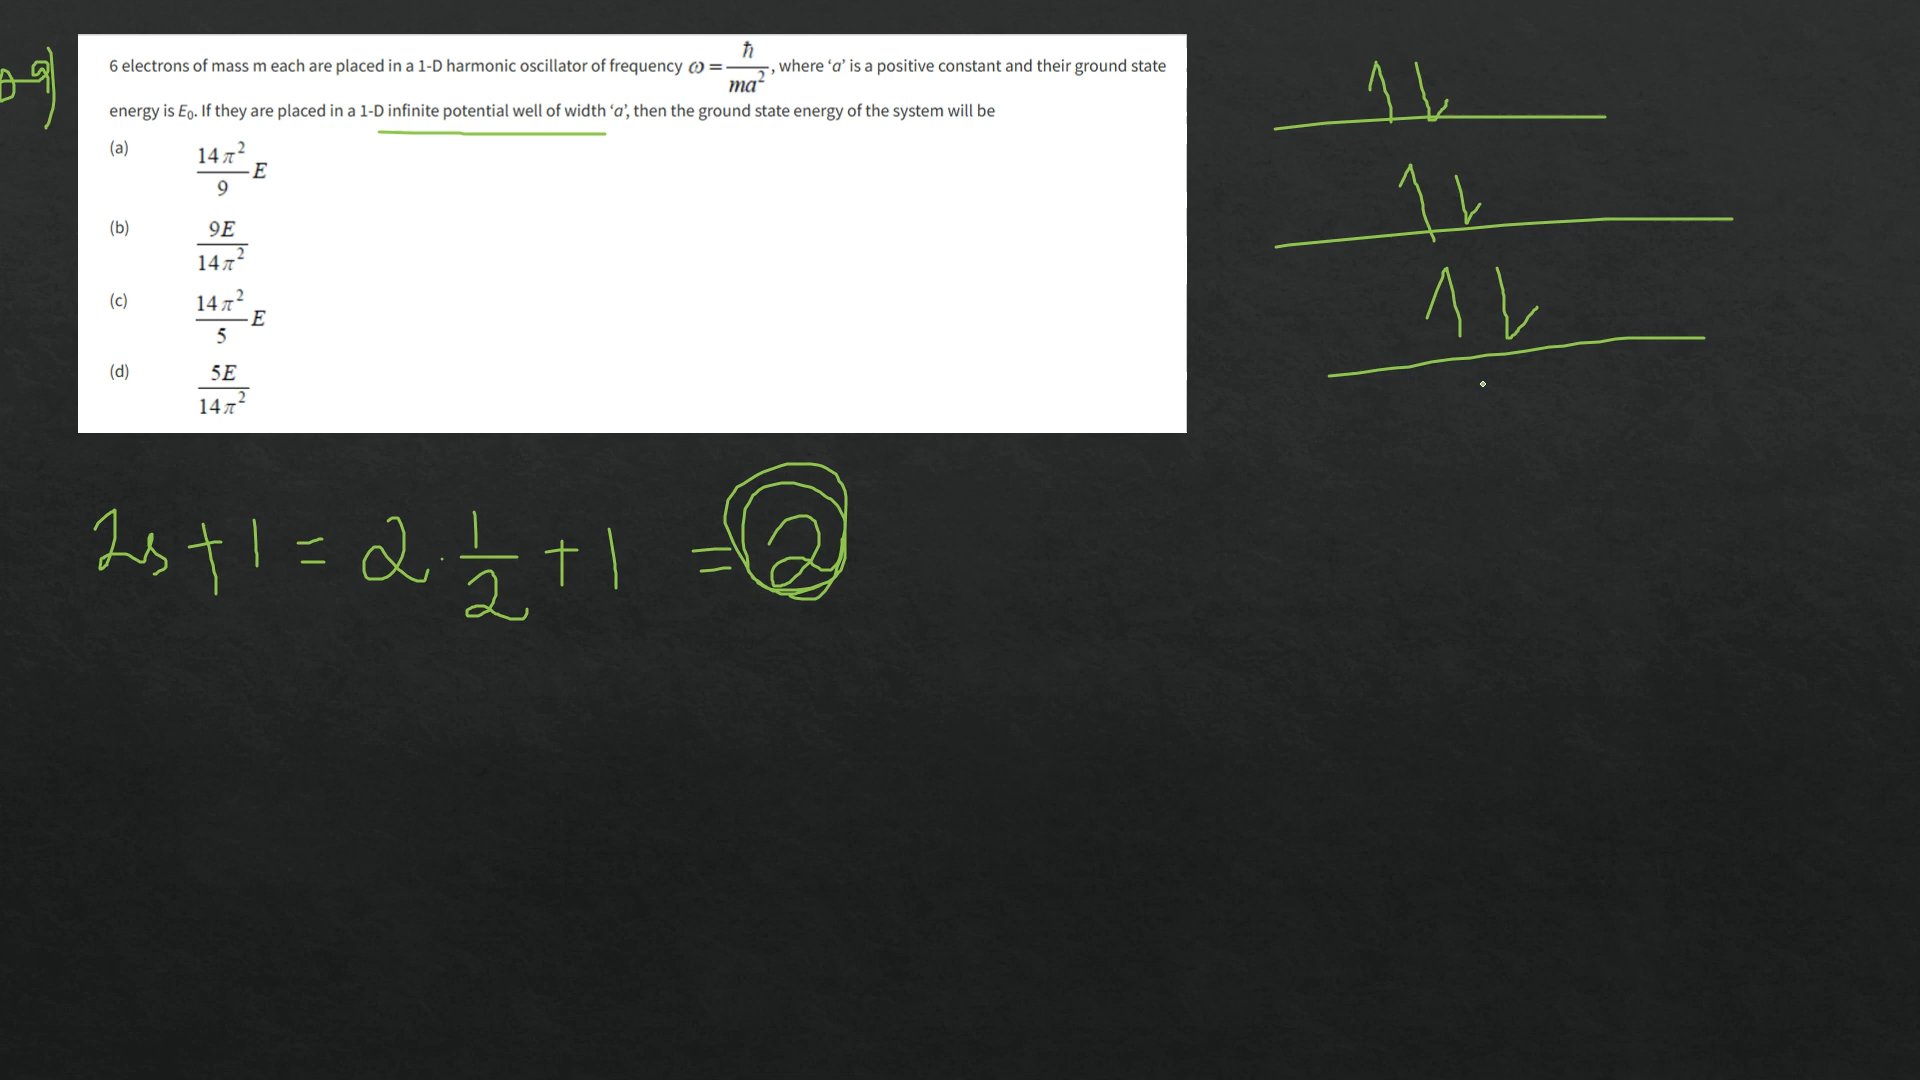 6 electrons of mass m each are placed in a 1-D harmonic oscillator of frequency ω = ħ/ma², where ‘a’ is a positive constant and their ground state
energy is E₀. If they are placed in a 1-D infinite potential well of width ‘a’, then the ground state energy of the system will be
(a) 14π²/9 E
(b) 9E/14π²
(c) 14π²/5 E
(d) 5E/14π²
2s + 1 = 2 · 1/2 + 1 = 2